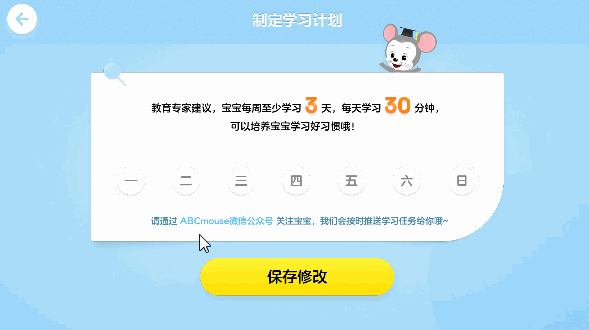 制定学习计划
教育专家建议，宝宝每周至少学习 3 天，每天学习 30 分钟，
可以培养宝宝学习好习惯哦！
一 二 三 四 五 六 日
请通过 ABCmouse微信公众号 关注宝宝，我们会按时推送学习任务给你哦~
保存修改